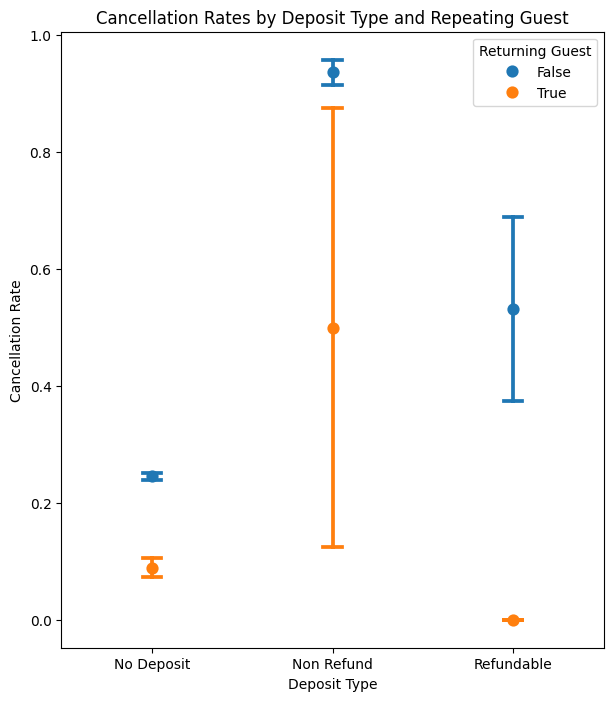 Cancellation Rates by Deposit Type and Repeating Guest
Returning Guest
False
True
Cancellation Rate
1.0
0.8
0.6
0.4
0.2
0.0
No Deposit
Non Refund
Refundable
Deposit Type